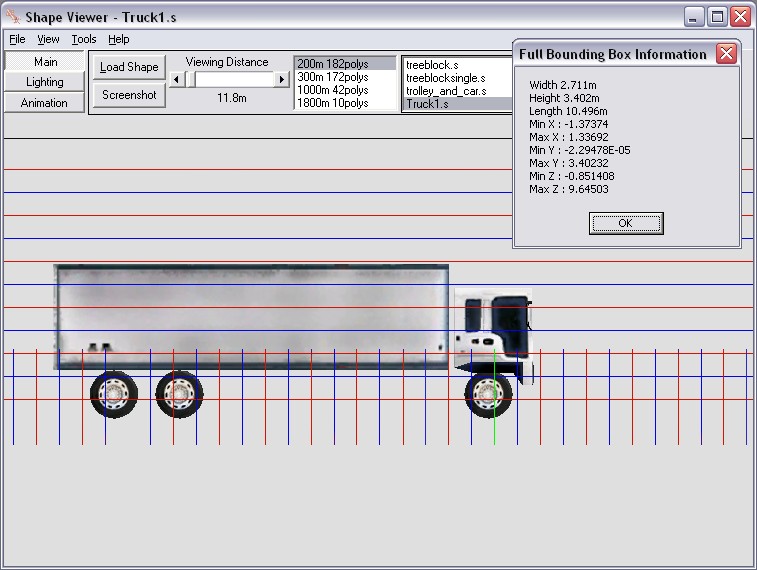 Shape Viewer - Truck1.s
File View Tools Help
Main
Lighting
Animation
Load Shape
Screenshot
Viewing Distance
11.8m
200m 182polys
300m 172polys
1000m 42polys
1800m 10polys
treeblock.s
treeblocksingle.s
trolley_and_car.s
Truck1.s
Full Bounding Box Information
Width 2.711m
Height 3.402m
Length 10.496m
Min X : -1.37374
Max X : 1.33692
Min Y : -2.29478E-05
Max Y : 3.40232
Min Z : -0.851408
Max Z : 9.64503
OK